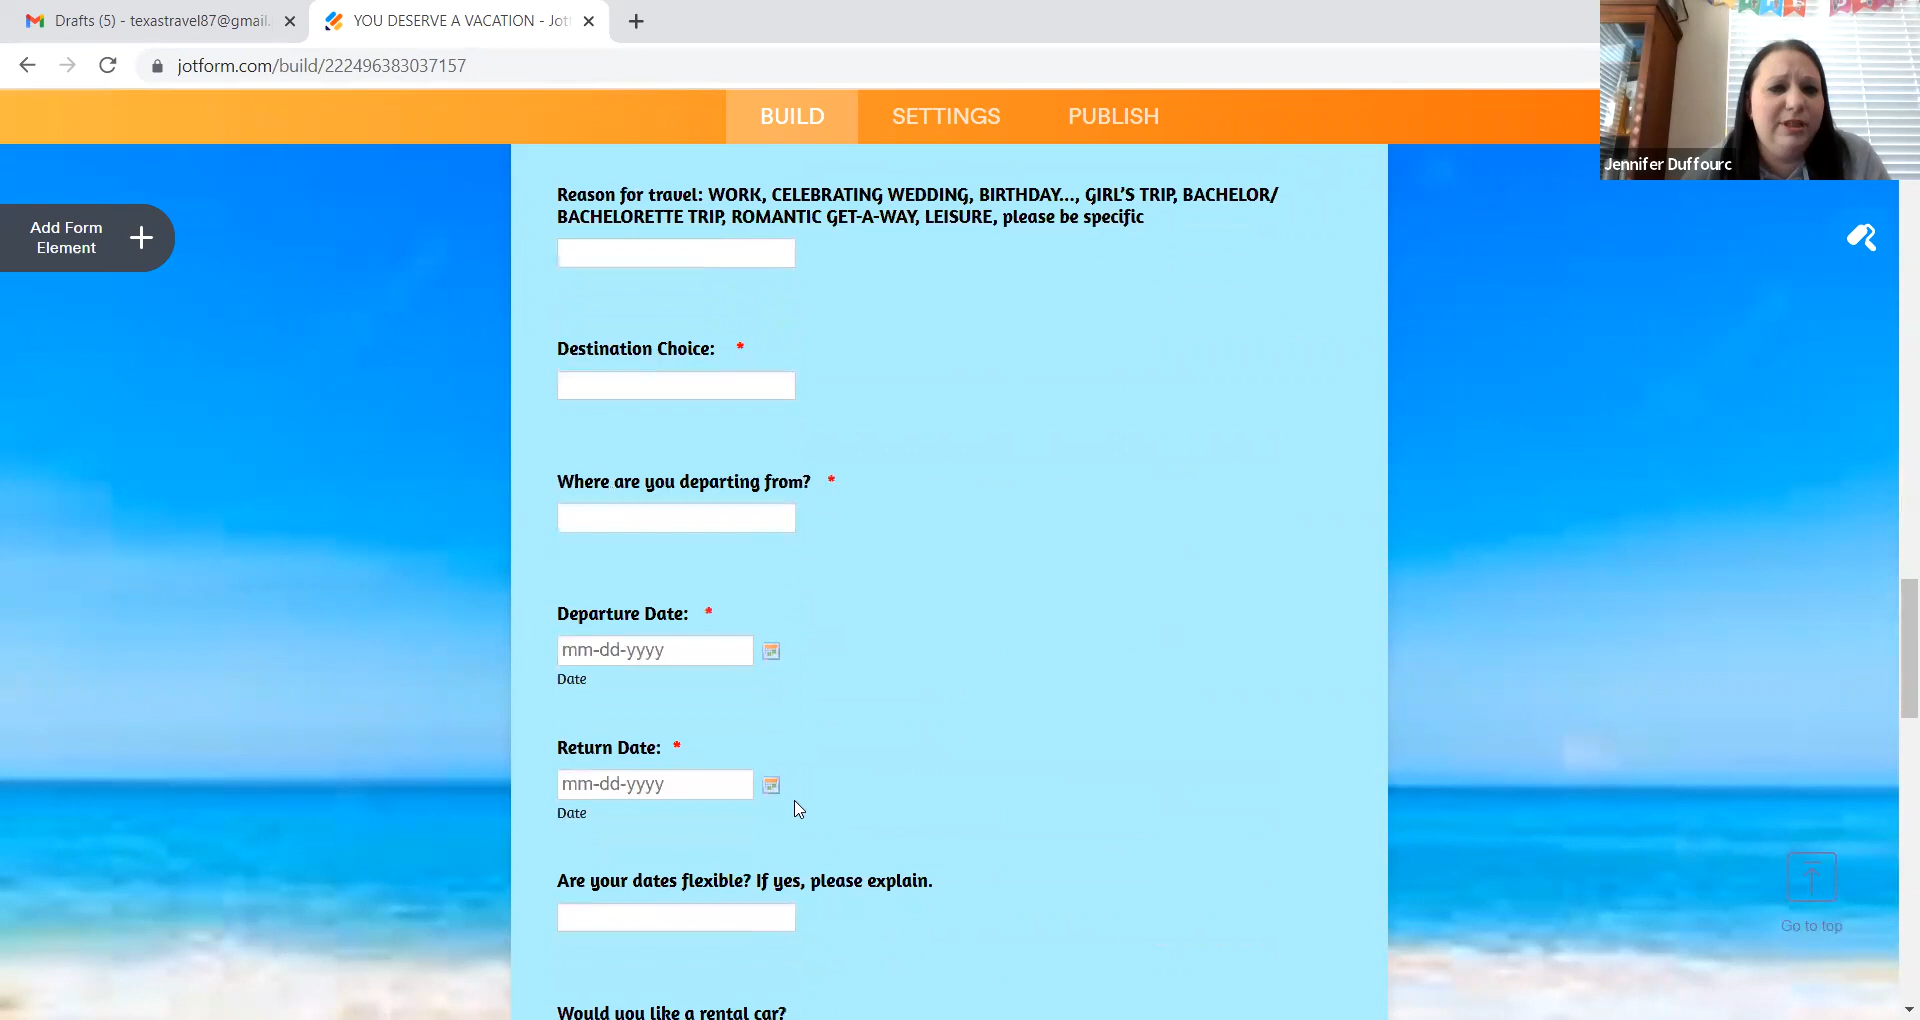 Drafts (5) - texastravel87@gmail.
YOU DESERVE A VACATION - Jot
jotform.com/build/222496383037157
BUILD
SETTINGS
PUBLISH
Jennifer Duffourc
Add Form
Element
Reason for travel: WORK, CELEBRATING WEDDING, BIRTHDAY..., GIRL'S TRIP, BACHELOR/
BACHELORETTE TRIP, ROMANTIC GET-A-WAY, LEISURE, please be specific
Destination Choice: *
Where are you departing from? *
Departure Date: *
mm-dd-yyyy
Date
Return Date: *
mm-dd-yyyy
Date
Are your dates flexible? If yes, please explain.
Go to top
Would you like a rental car?